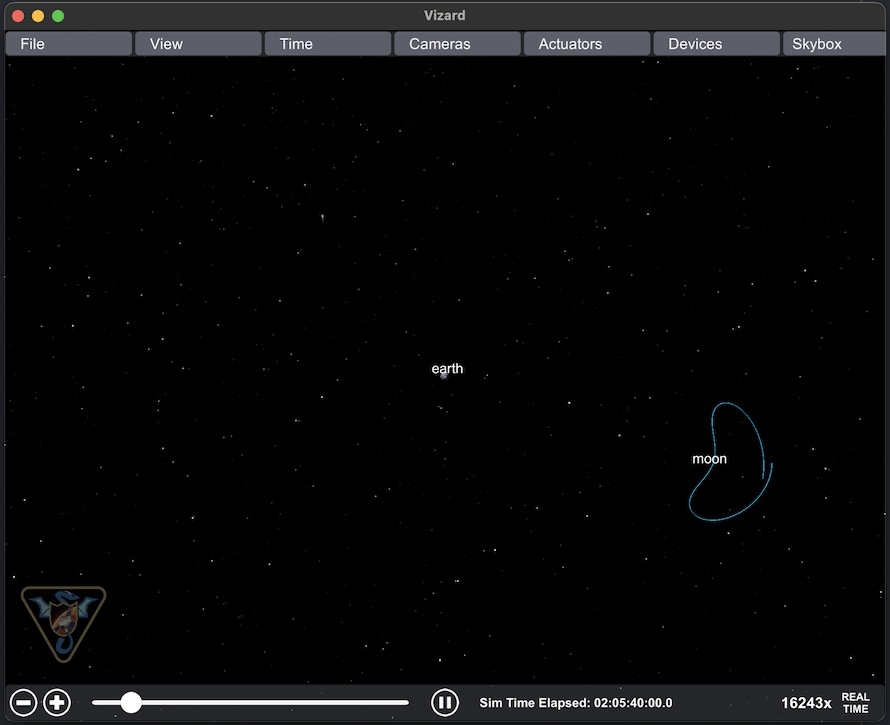 Vizard
File View Time Cameras Actuators Devices Skybox
earth
moon
Sim Time Elapsed: 02:05:40:00.0 16243x REAL TIME